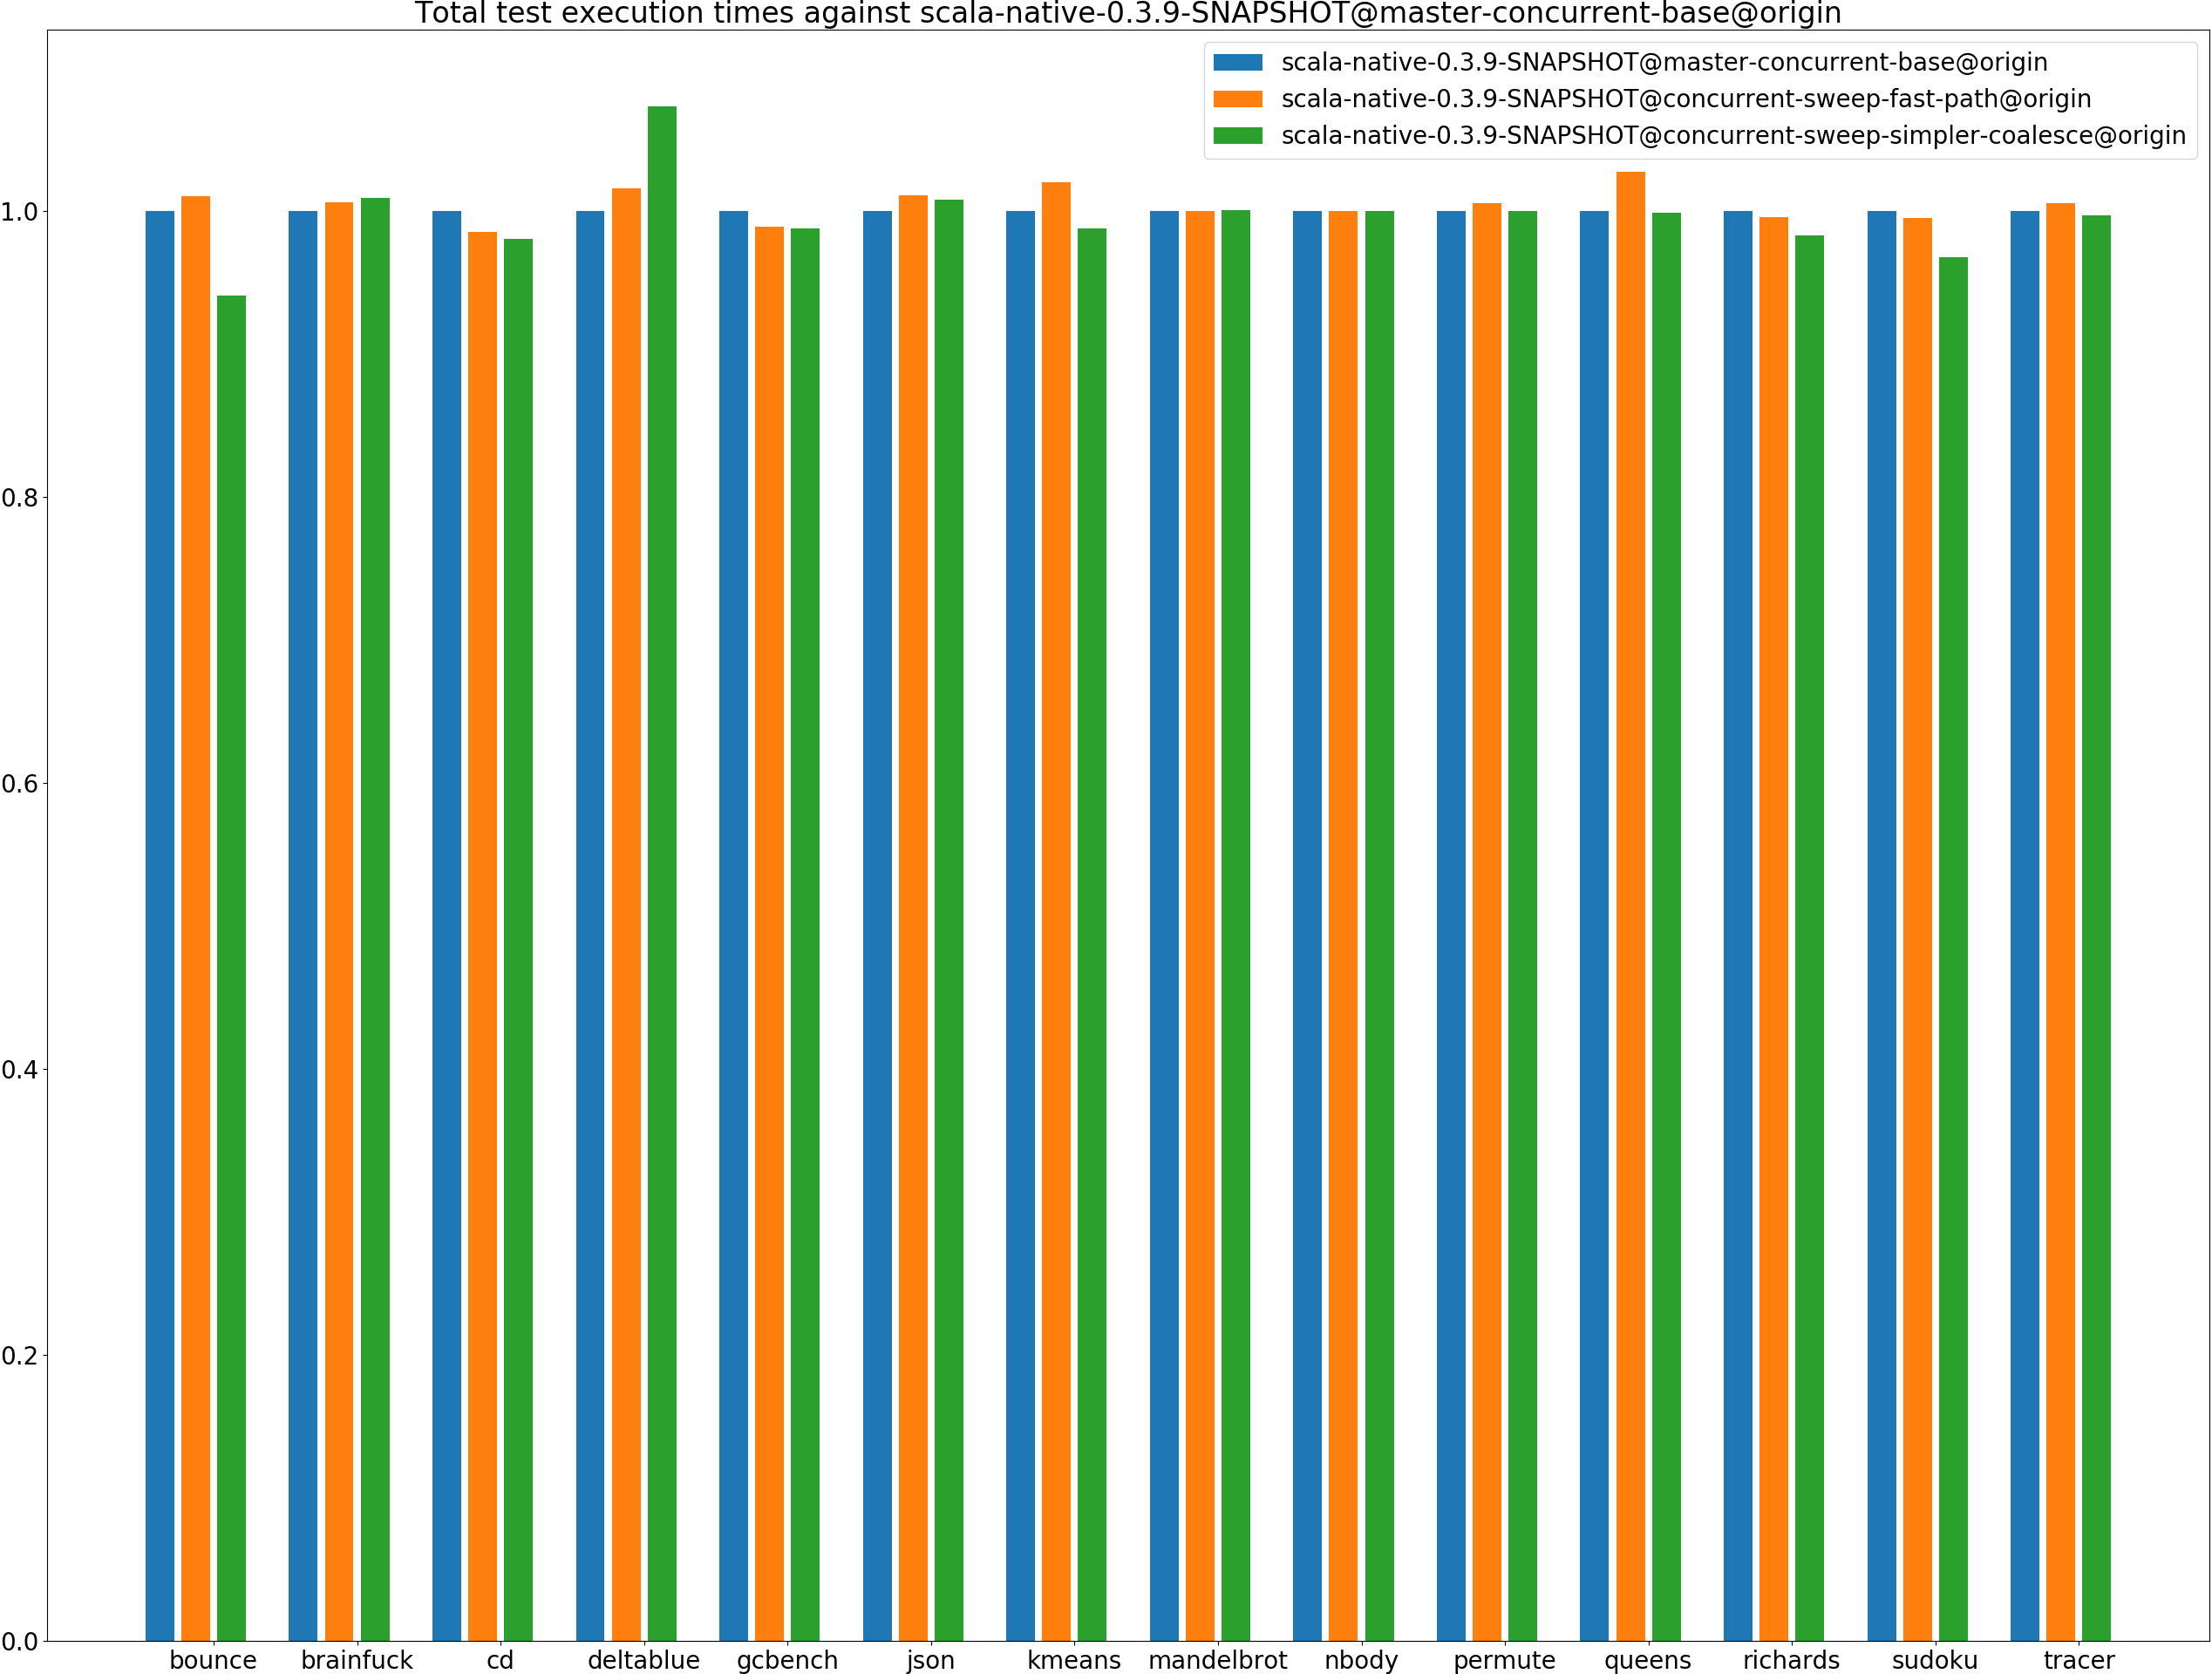 Total test execution times against scala-native-0.3.9-SNAPSHOT@master-concurrent-base@origin
scala-native-0.3.9-SNAPSHOT@master-concurrent-base@origin
scala-native-0.3.9-SNAPSHOT@concurrent-sweep-fast-path@origin
scala-native-0.3.9-SNAPSHOT@concurrent-sweep-simpler-coalesce@origin
1.0
0.8
0.6
0.4
0.2
0.0
bounce brainfuck cd deltablue gcbench json kmeans mandelbrot nbody permute queens richards sudoku tracer